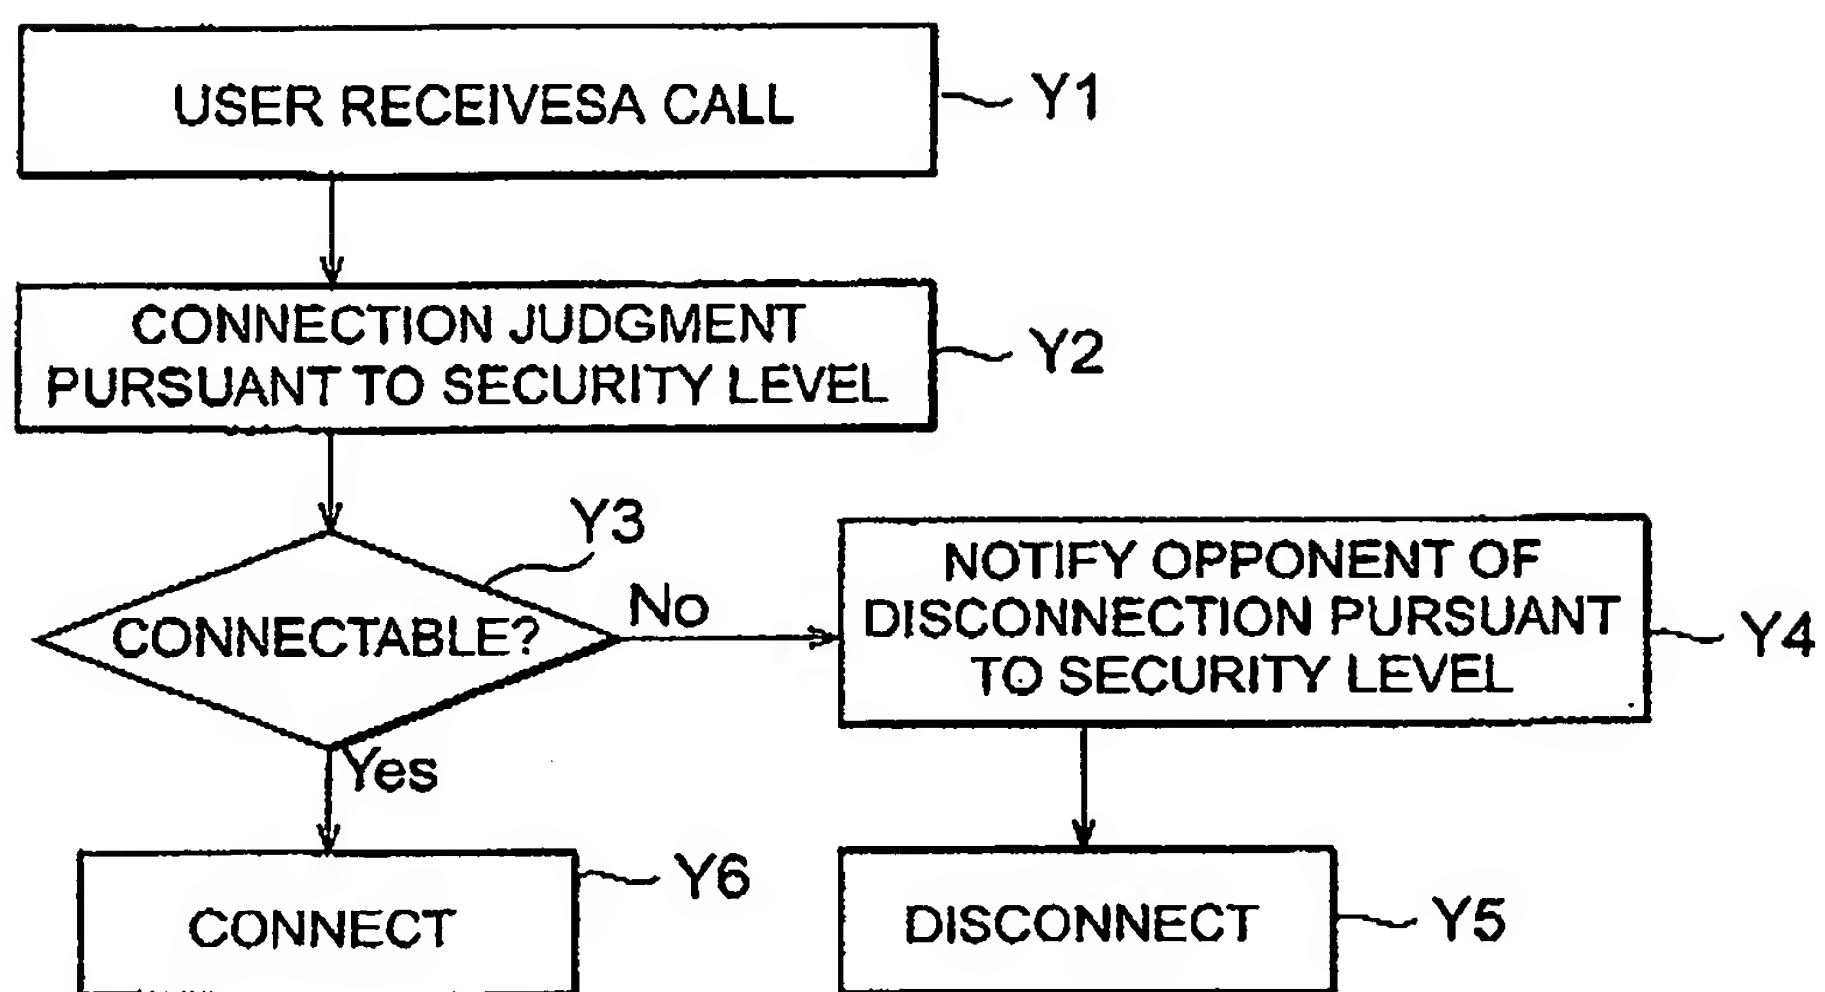 USER RECEIVESA CALL
Y1
CONNECTION JUDGMENT
PURSUANT TO SECURITY LEVEL
Y2
Y3
CONNECTABLE?
No
Yes
NOTIFY OPPONENT OF
DISCONNECTION PURSUANT
TO SECURITY LEVEL
Y4
CONNECT
Y6
DISCONNECT
Y5